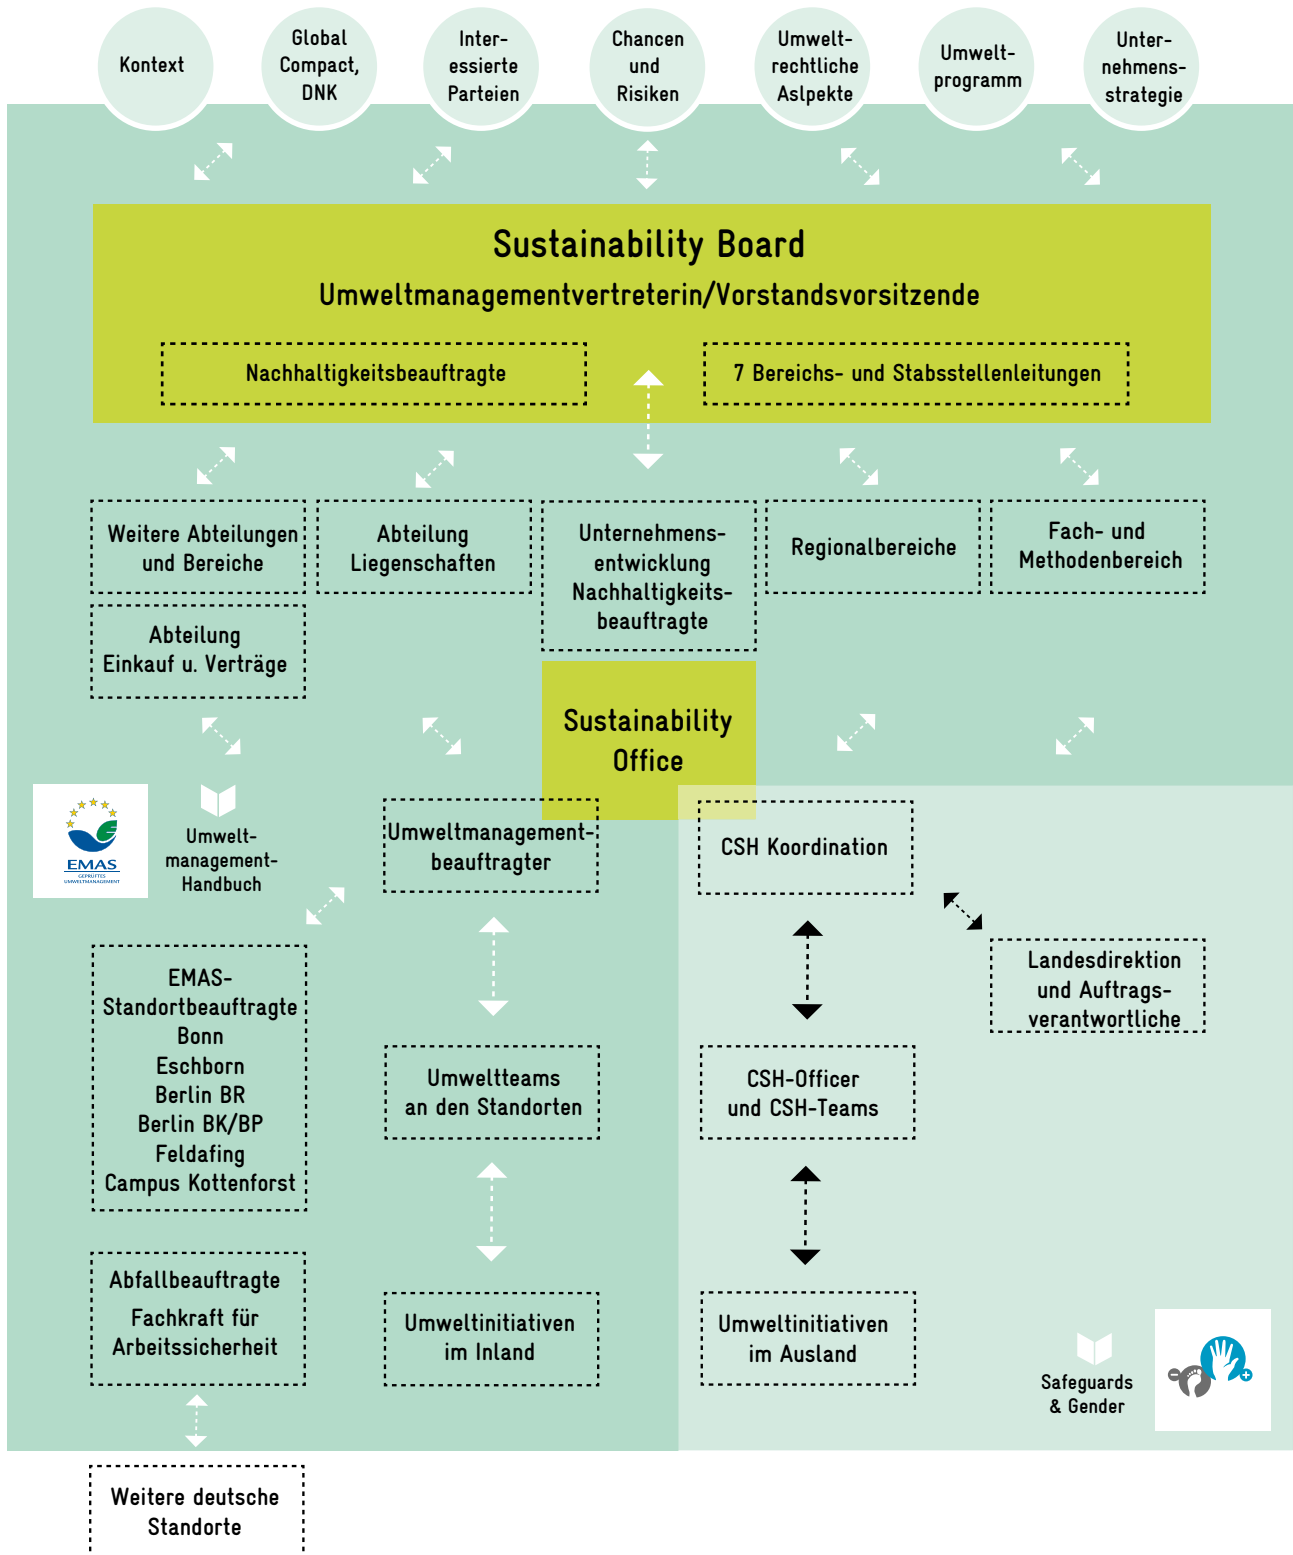 Kontext
Global
Compact,
DNK
Inter-
essierte
Parteien
Chancen
und
Risiken
Umwelt-
rechtliche
Aslpekte
Umwelt-
programm
Unter-
nehmens-
strategie
Sustainability Board
Umweltmanagementvertreterin/Vorstandsvorsitzende
Nachhaltigkeitsbeauftragte
7 Bereichs- und Stabsstellenleitungen
Weitere Abteilungen
und Bereiche
Abteilung
Liegenschaften
Unternehmens-
entwicklung
Nachhaltigkeits-
beauftragte
Regionalbereiche
Fach- und
Methodenbereich
Abteilung
Einkauf u. Verträge
Sustainability
Office
EMAS
GEPRÜFTES
UMWELTMANAGEMENT
Umwelt-
management-
Handbuch
Umweltmanagement-
beauftragter
CSH Koordination
EMAS-
Standortbeauftragte
Bonn
Eschborn
Berlin BR
Berlin BK/BP
Feldafing
Campus Kottenforst
Landesdirektion
und Auftrags-
verantwortliche
Umweltteams
an den Standorten
CSH-Officer
und CSH-Teams
Abfallbeauftragte
Fachkraft für
Arbeitssicherheit
Umweltinitiativen
im Inland
Umweltinitiativen
im Ausland
Safeguards
& Gender
Weitere deutsche
Standorte